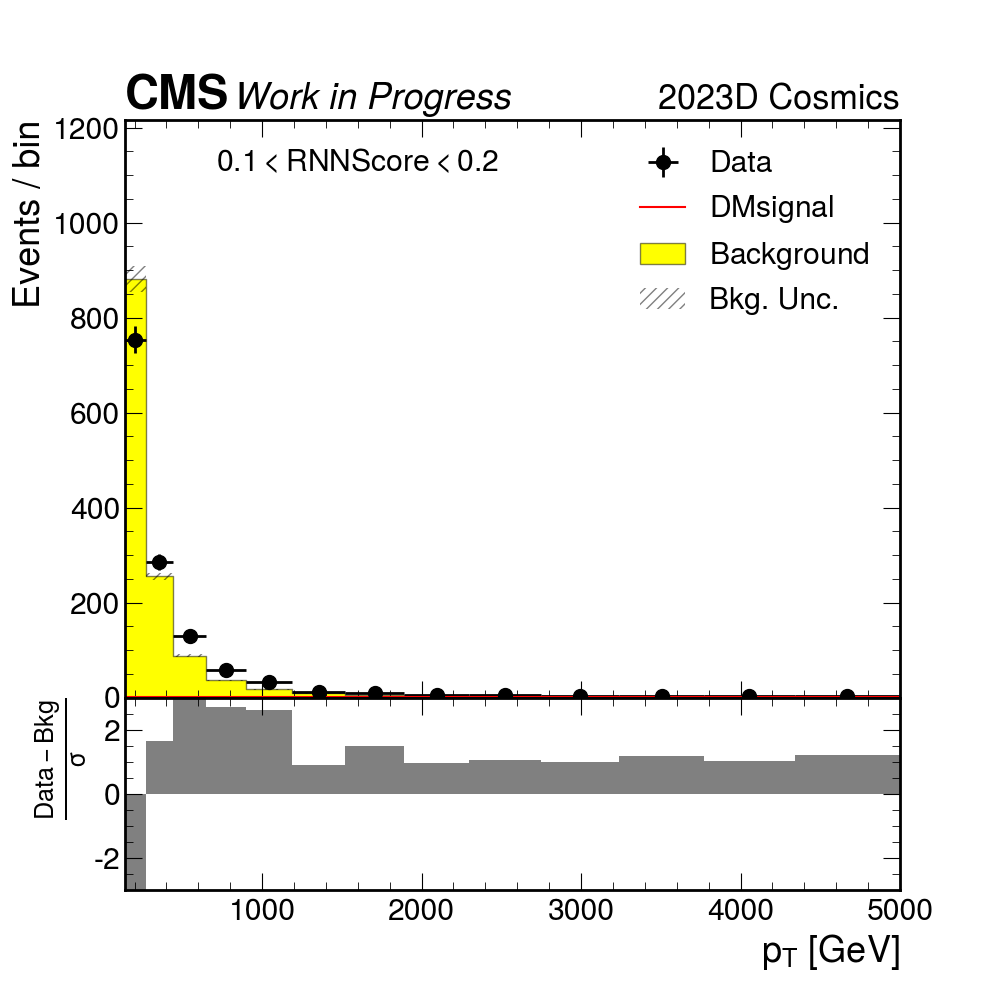 CMS Work in Progress 2023D Cosmics
Events / bin
0.1 < RNNScore < 0.2
Data
DMsignal
Background
Bkg. Unc.
1200
1000
800
600
400
200
0
Data − Bkg
σ
2
0
-2
1000 2000 3000 4000 5000
pT [GeV]